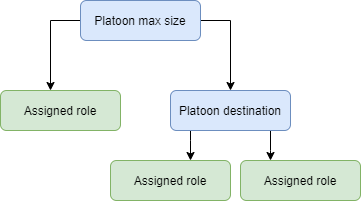 Platoon max size
Assigned role
Platoon destination
Assigned role
Assigned role